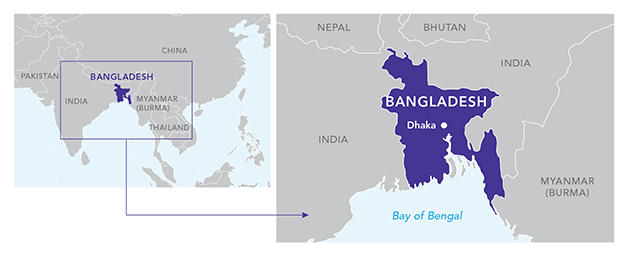 CHINA
PAKISTAN
BANGLADESH
INDIA
MYANMAR
(BURMA)
THAILAND
NEPAL
BHUTAN
INDIA
BANGLADESH
Dhaka
INDIA
MYANMAR
(BURMA)
Bay of Bengal